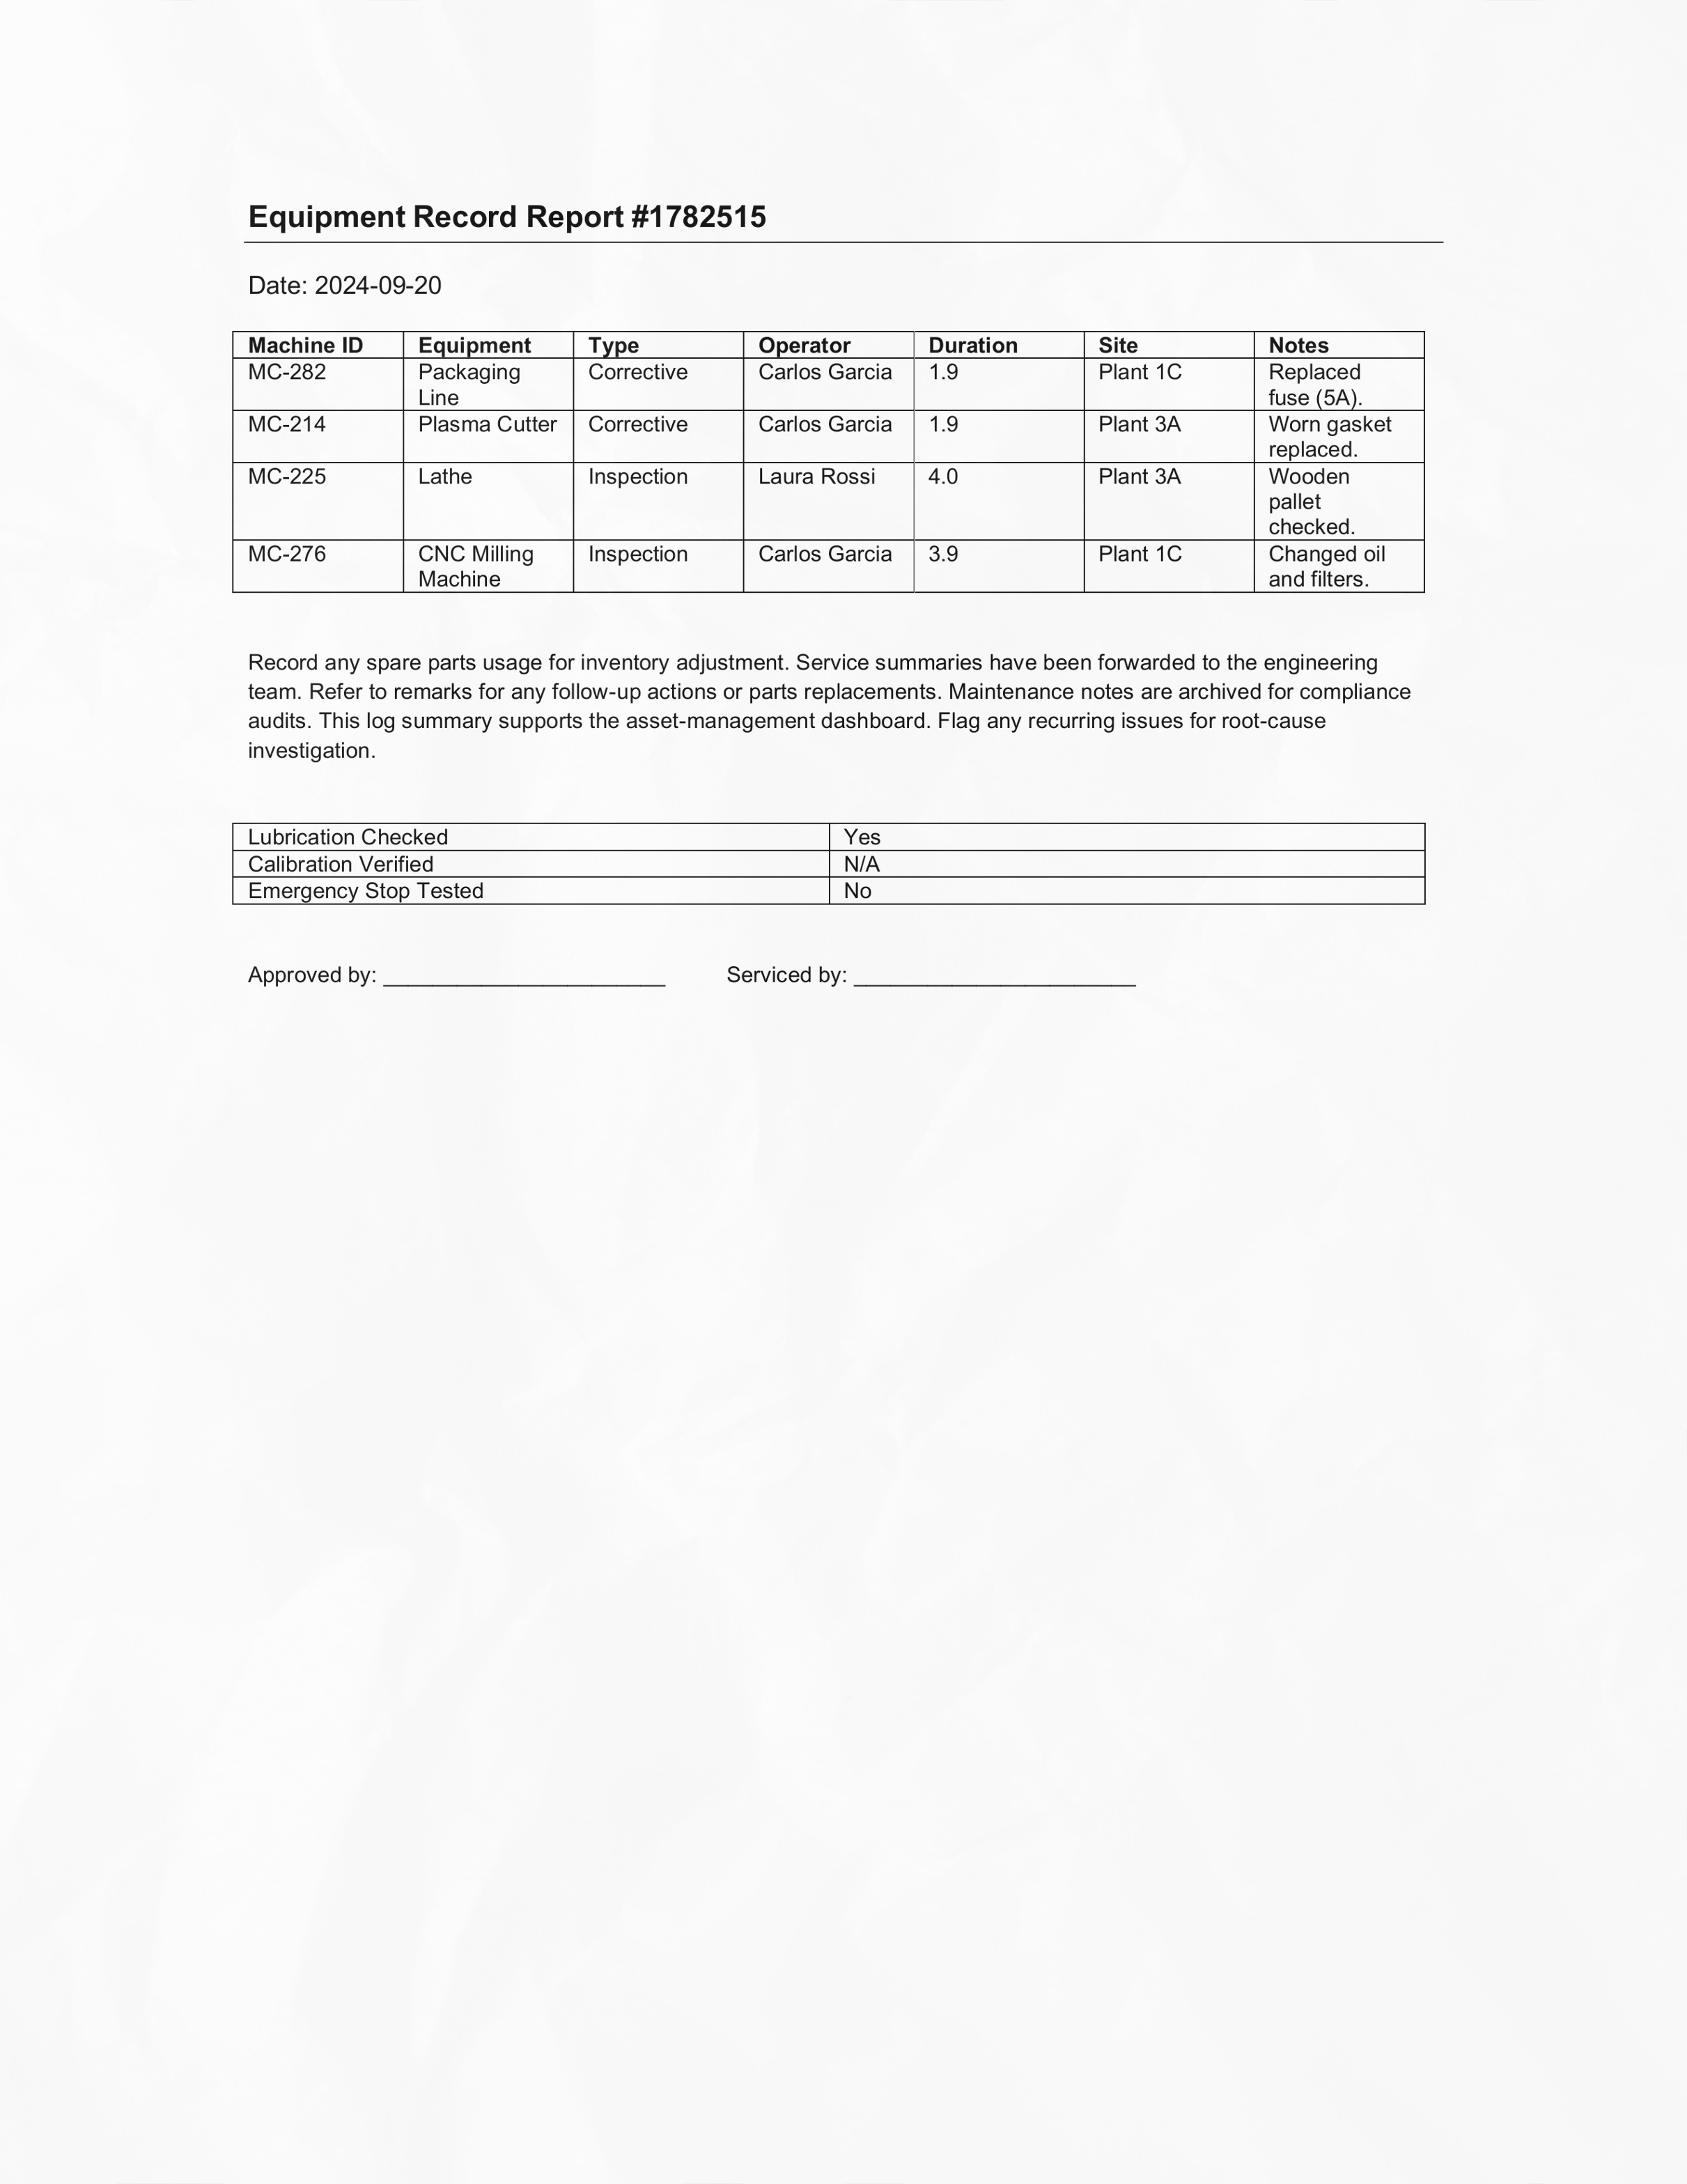 Equipment Record Report #1782515
Date: 2024-09-20
Machine ID Equipment Type Operator Duration Site Notes
MC-282 Packaging Line Corrective Carlos Garcia 1.9 Plant 1C Replaced fuse (5A).
MC-214 Plasma Cutter Corrective Carlos Garcia 1.9 Plant 3A Worn gasket replaced.
MC-225 Lathe Inspection Laura Rossi 4.0 Plant 3A Wooden pallet checked.
MC-276 CNC Milling Machine Inspection Carlos Garcia 3.9 Plant 1C Changed oil and filters.
Record any spare parts usage for inventory adjustment. Service summaries have been forwarded to the engineering
team. Refer to remarks for any follow-up actions or parts replacements. Maintenance notes are archived for compliance
audits. This log summary supports the asset-management dashboard. Flag any recurring issues for root-cause
investigation.
Lubrication Checked Yes
Calibration Verified N/A
Emergency Stop Tested No
Approved by: _______________________ Serviced by: _______________________